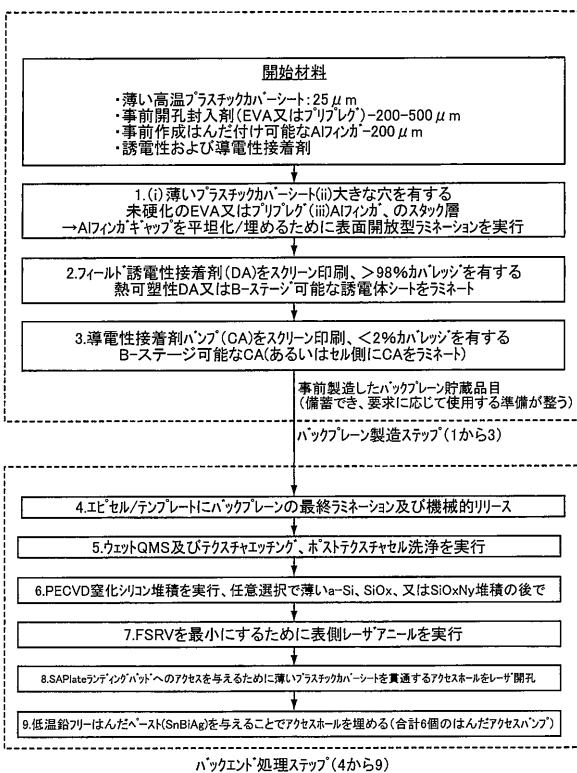 開始材料
・薄い高温プラスチックカバーシート:25μm
・事前開孔封入剤(EVA又はプリプレグ)-200-500μm
・事前作成はんだ付け可能なAlフィンガ-200μm
・誘電性および導電性接着剤
1.(i)薄いプラスチックカバーシート(ii)大きな穴を有する
未硬化のEVA又はプリプレグ(iii)Alフィンガ、のスタック層
→Alフィンガギャップを平坦化/埋めるために表面開放型ラミネーションを実行
2.フィールド誘電性接着剤(DA)をスクリーン印刷、>98%カバレッジを有する
熱可塑性DA又はB-ステージ可能な誘電体シートをラミネート
3.導電性接着剤バンプ(CA)をスクリーン印刷、<2%カバレッジを有する
B-ステージ可能なCA(あるいはセル側にCAをラミネート)
事前製造したバックプレーン貯蔵品目
(備蓄でき、要求に応じて使用する準備が整う)
バックプレーン製造ステップ(1から3)
4.エピセル/テンプレートにバックプレーンの最終ラミネーション及び機械的リリース
5.ウェットQMS及びテクスチャエッチング、ポストテクスチャセル洗浄を実行
6.PECVD窒化シリコン堆積を実行、任意選択で薄いa-Si、SiOx、又はSiOxNy堆積の後で
7.FSRVを最小にするために表側レーザアニールを実行
8.SAPlateランディングパッドへのアクセスを与えるために薄いプラスチックカバーシートを貫通するアクセスホールをレーザ開孔
9.低温鉛フリーはんだペースト(SnBiAg)を与えることでアクセスホールを埋める(合計6個のはんだアクセスバンプ)
バックエンド処理ステップ(4から9)